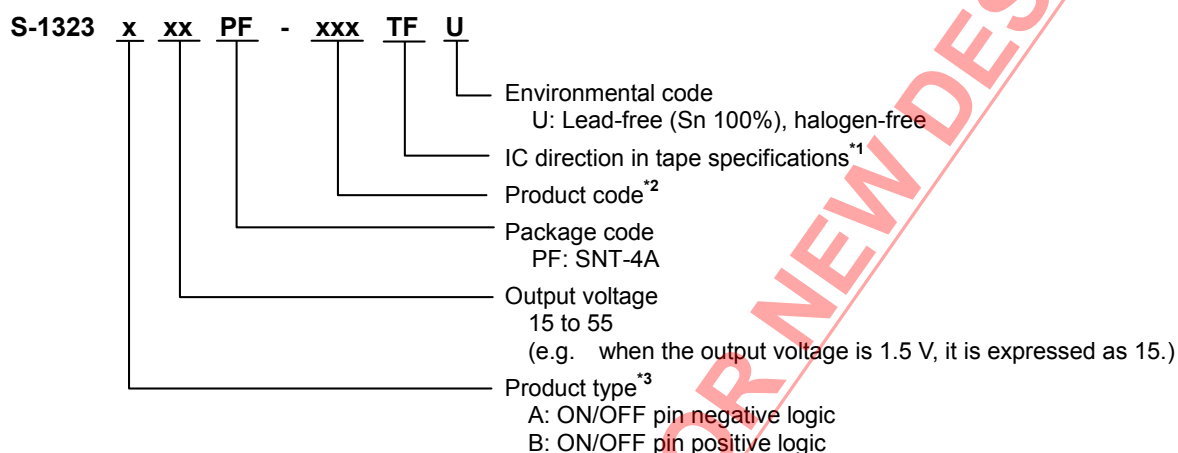 S-1323 x xx PF - xxx TF U
Environmental code
U: Lead-free (Sn 100%), halogen-free
IC direction in tape specifications*1
Product code*2
Package code
PF: SNT-4A
Output voltage
15 to 55
(e.g. when the output voltage is 1.5 V, it is expressed as 15.)
Product type*3
A: ON/OFF pin negative logic
B: ON/OFF pin positive logic
OR NEW DES